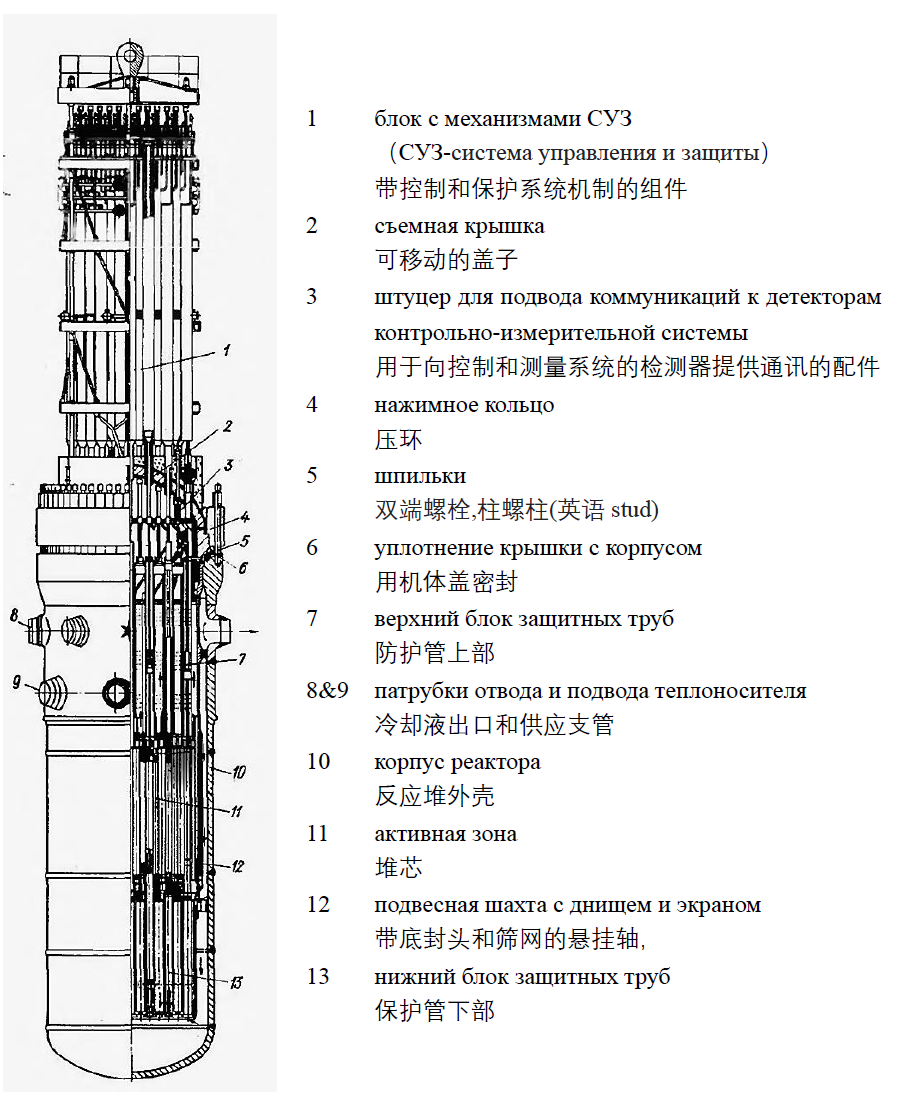 1 блок с механизмами СУЗ
（СУЗ-система управления и защиты）
带控制和保护系统机制的组件
2 съемная крышка
可移动的盖子
3 штуцер для подвода коммуникаций к детекторам
контрольно-измерительной системы
用于向控制和测量系统的检测器提供通讯的配件
4 нажимное кольцо
压环
5 шпильки
双端螺栓,柱螺柱(英语 stud)
6 уплотнение крышки с корпусом
用机体盖密封
7 верхний блок защитных труб
防护管上部
8&9 патрубки отвода и подвода теплоносителя
冷却液出口和供应支管
10 корпус реактора
反应堆外壳
11 активная зона
堆芯
12 подвесная шахта с днищем и экраном
带底封头和筛网的悬挂轴,
13 нижний блок защитных труб
保护管下部
1
2
3
4
5
6
8
7
9
10
11
12
13